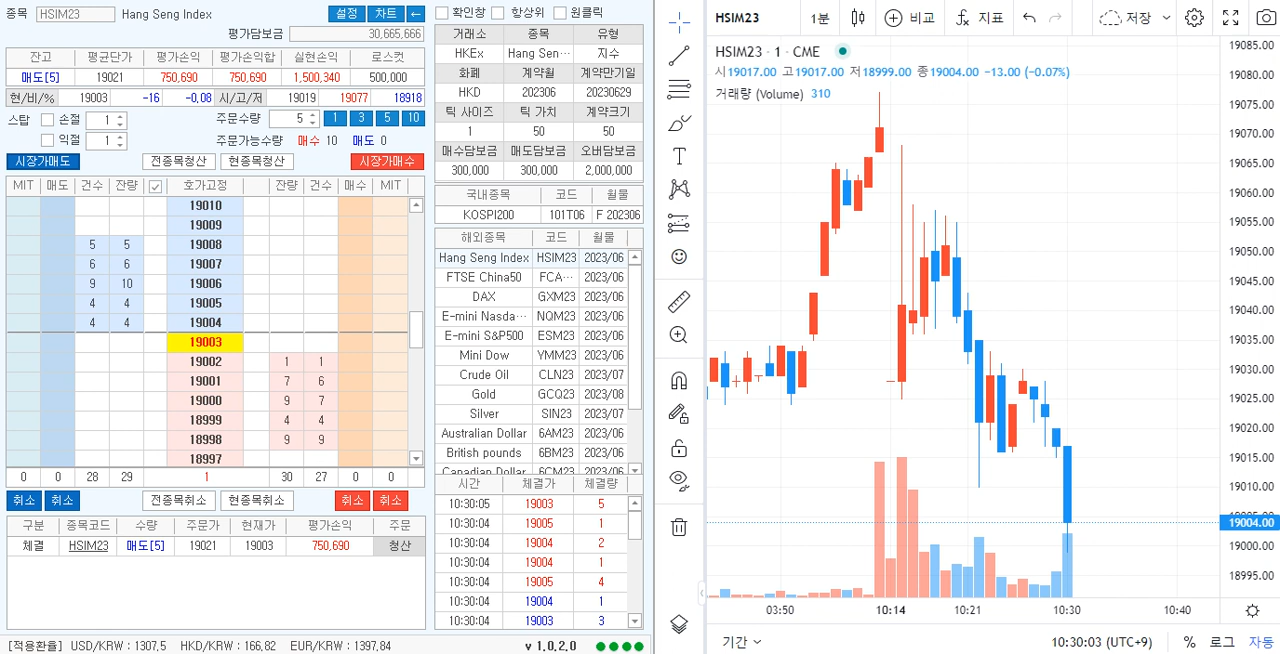 종목 HSIM23 Hang Seng Index 설정 차트 ←
평가담보금 30,665,666
잔고 평균단가 평가손익 평가손익합 실현손익 로스컷
매도[5] 19021 750,690 750,690 1,500,340 500,000
현/비/% 19003 -16 -0.08 시/고/저 19019 19077 18918
스탑 손절 1 주문수량 5 1 3 5 10
익절 1 주문가능수량 매수 10 매도 0
시장가매도 전종목청산 현종목청산 시장가매수
MIT 매도 건수 잔량 호가고정 잔량 건수 매수 MIT
19010
19009
5 5 19008
6 6 19007
9 10 19006
4 4 19005
4 4 19004
19003
19002 1 1
19001 7 6
19000 9 7
18999 4 4
18998 9 9
18997
0 0 28 29 1 30 27 0 0
취소 취소 전종목취소 현종목취소 취소 취소
구분 종목코드 수량 주문가 현재가 평가손익 주문
체결 HSIM23 매도[5] 19021 19003 750,690 청산
[적용환율] USD/KRW : 1307.5 HKD/KRW : 166.82 EUR/KRW : 1397.84 v 1.0.2.0
확인창 항상위 원클릭
거래소 종목 유형
HKEx Hang Sen··· 지수
화폐 계약월 계약만기일
HKD 202306 20230629
틱 사이즈 틱 가치 계약크기
1 50 50
매수담보금 매도담보금 오버담보금
300,000 300,000 2,000,000
국내종목 코드 월물
KOSPI200 101T06 F 202306
해외종목 코드 월물
Hang Seng Index HSIM23 2023/06
FTSE China50 FCA··· 2023/06
DAX GXM23 2023/06
E-mini Nasda··· NQM23 2023/06
E-mini S&P500 ESM23 2023/06
Mini Dow YMM23 2023/06
Crude Oil CLN23 2023/07
Gold GCQ23 2023/08
Silver SIN23 2023/07
Australian Dollar 6AM23 2023/06
British pounds 6BM23 2023/06
Canadian Dollar 6CM23 2023/06
시간 체결가 체결량
10:30:05 19003 5
10:30:04 19005 1
10:30:04 19004 2
10:30:04 19004 1
10:30:04 19005 4
10:30:04 19004 1
10:30:04 19003 3
HSIM23 1분 비교 지표 저장
HSIM23 · 1 · CME
시19017.00 고19017.00 저18999.00 종19004.00 -13.00 (-0.07%)
거래량 (Volume) 310
19085.00
19080.00
19075.00
19070.00
19065.00
19060.00
19055.00
19050.00
19045.00
19040.00
19035.00
19030.00
19025.00
19020.00
19015.00
19010.00
19004.00
19000.00
18995.00
03:50 10:14 10:21 10:30 10:40
기간 10:30:03 (UTC+9) % 로그 자동